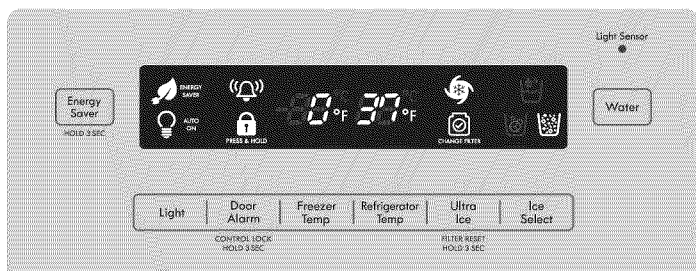 Light Sensor
ENERGY
SAVER
AUTO
ON
PRESS & HOLD
0°F 37°F
CHANGE FILTER
Energy
Saver
HOLD 3 SEC
Water
Light
Door
Alarm
Freezer
Temp
Refrigerator
Temp
Ultra
Ice
Ice
Select
CONTROL LOCK
HOLD 3 SEC
FILTER RESET
HOLD 3 SEC